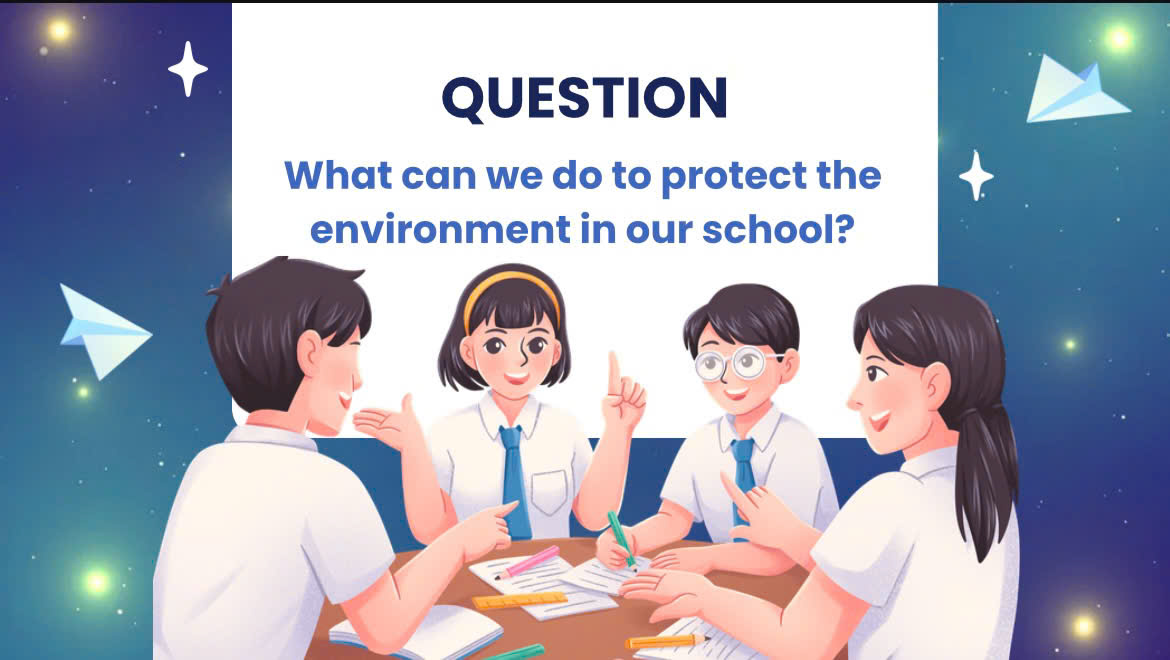 QUESTION
What can we do to protect the
environment in our school?